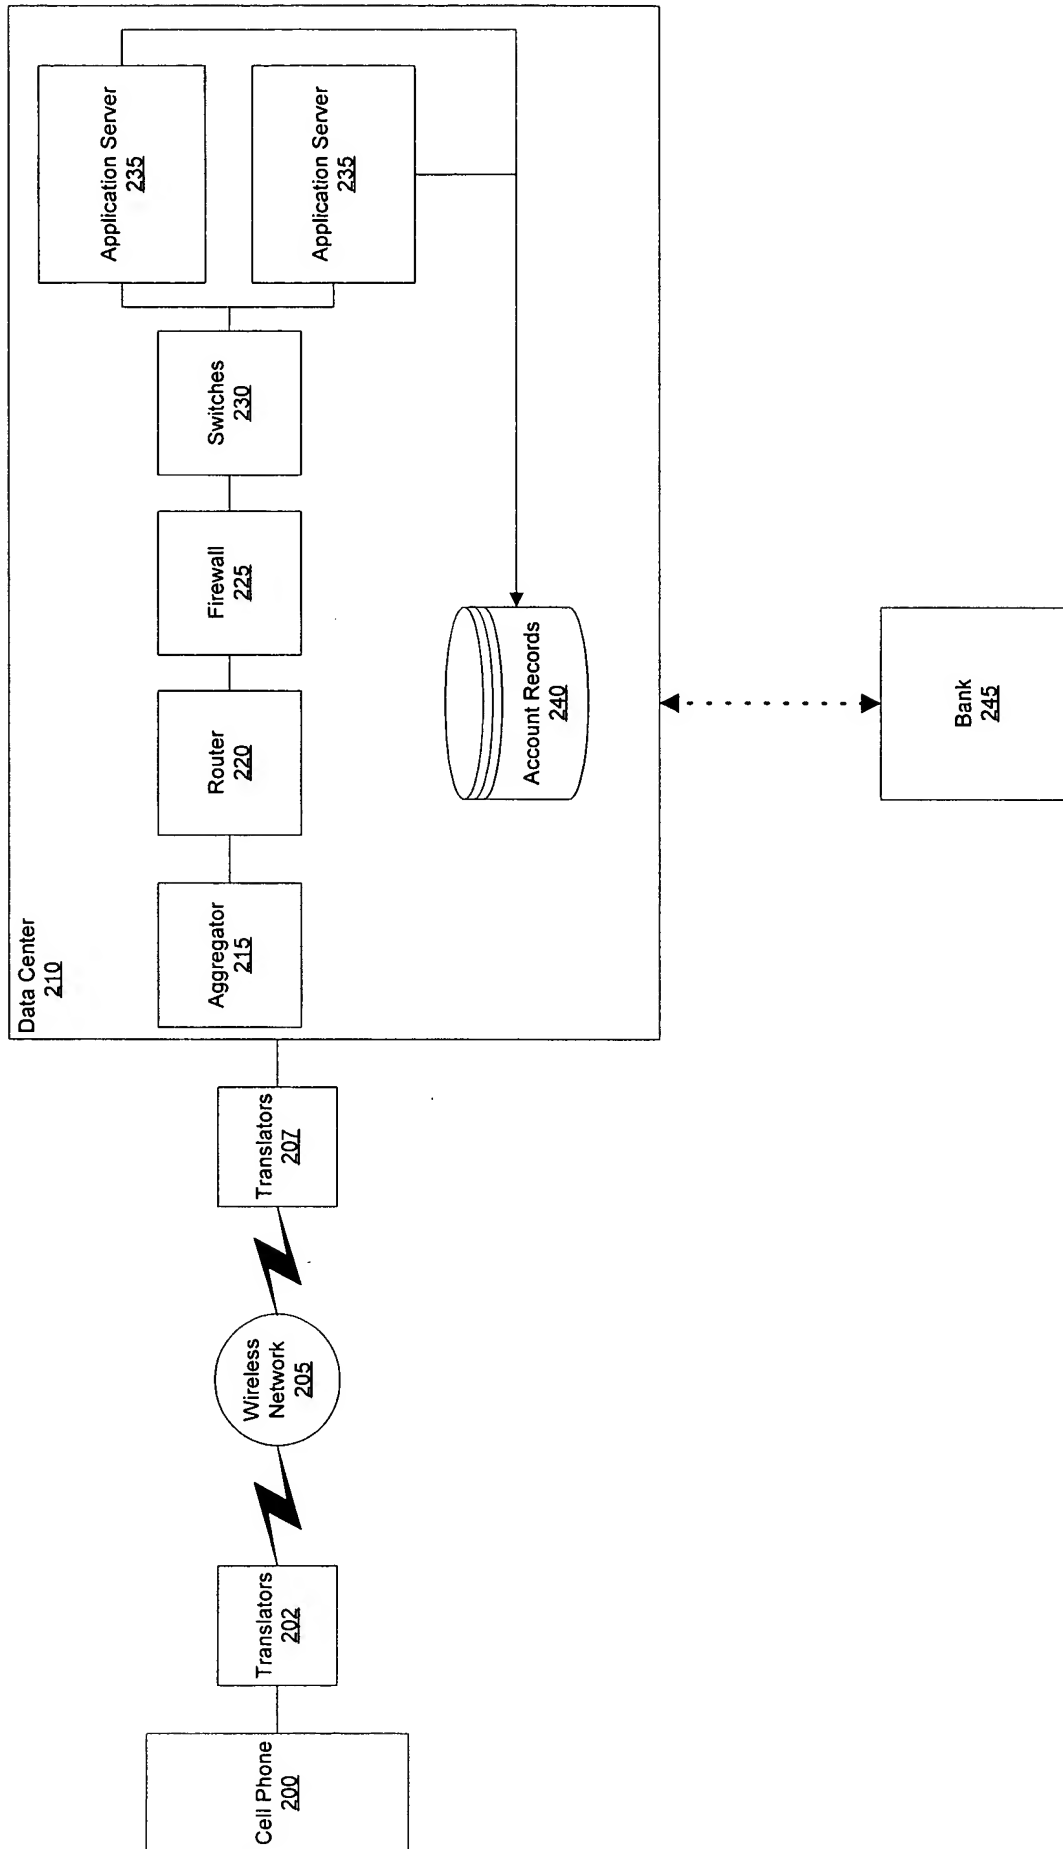 Cell Phone
200
Translators
202
Wireless
Network
205
Translators
207
Data Center
210
Aggregator
215
Router
220
Firewall
225
Switches
230
Application Server
235
Application Server
235
Account Records
240
Bank
245